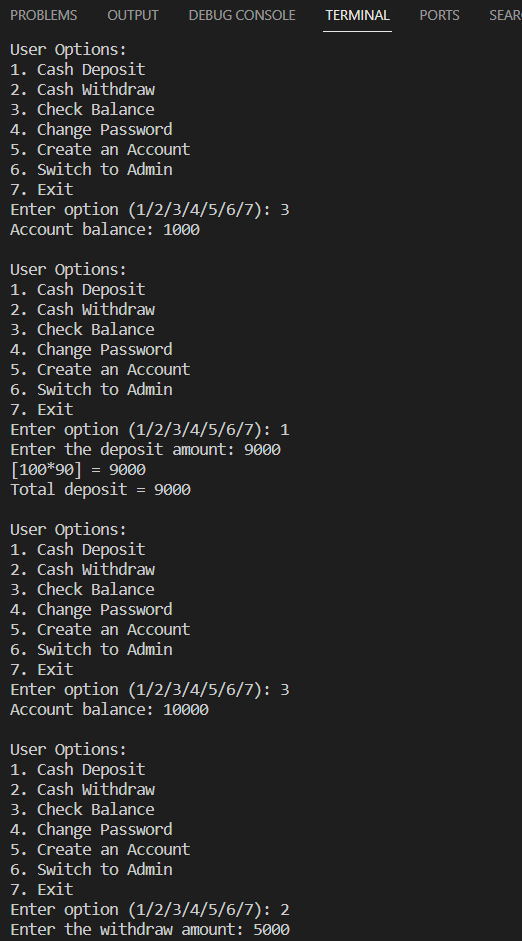 PROBLEMS OUTPUT DEBUG CONSOLE TERMINAL PORTS SEAR
User Options:
1. Cash Deposit
2. Cash Withdraw
3. Check Balance
4. Change Password
5. Create an Account
6. Switch to Admin
7. Exit
Enter option (1/2/3/4/5/6/7): 3
Account balance: 1000
User Options:
1. Cash Deposit
2. Cash Withdraw
3. Check Balance
4. Change Password
5. Create an Account
6. Switch to Admin
7. Exit
Enter option (1/2/3/4/5/6/7): 1
Enter the deposit amount: 9000
[100*90] = 9000
Total deposit = 9000
User Options:
1. Cash Deposit
2. Cash Withdraw
3. Check Balance
4. Change Password
5. Create an Account
6. Switch to Admin
7. Exit
Enter option (1/2/3/4/5/6/7): 3
Account balance: 10000
User Options:
1. Cash Deposit
2. Cash Withdraw
3. Check Balance
4. Change Password
5. Create an Account
6. Switch to Admin
7. Exit
Enter option (1/2/3/4/5/6/7): 2
Enter the withdraw amount: 5000